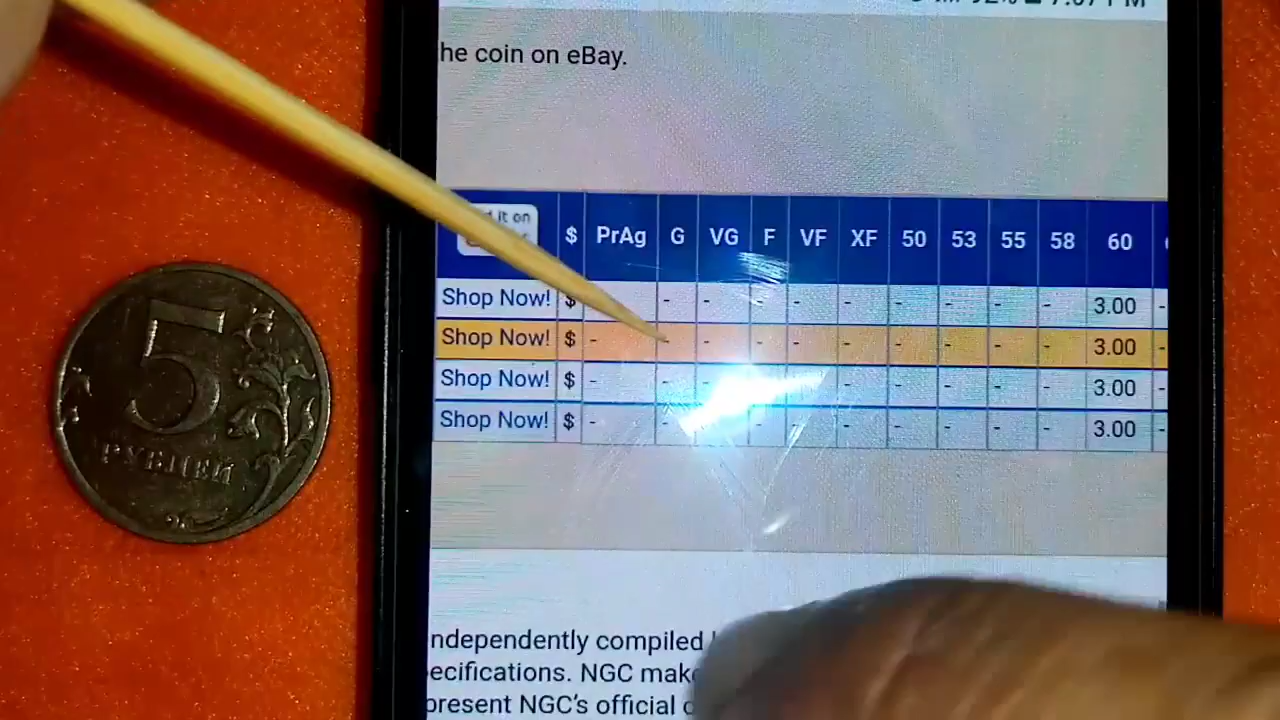 he coin on eBay.
it on
$ PrAg G VG F VF XF 50 53 55 58 60
Shop Now! $ - - - - - - - - - 3.00 -
Shop Now! $ - - - - - - - - - 3.00 -
Shop Now! $ - - - - - - - - - - 3.00 -
Shop Now! $ - - - - - - - - - - 3.00 -
ndependently compiled
ecifications. NGC mak
present NGC's official
5
РУБЛЕЙ